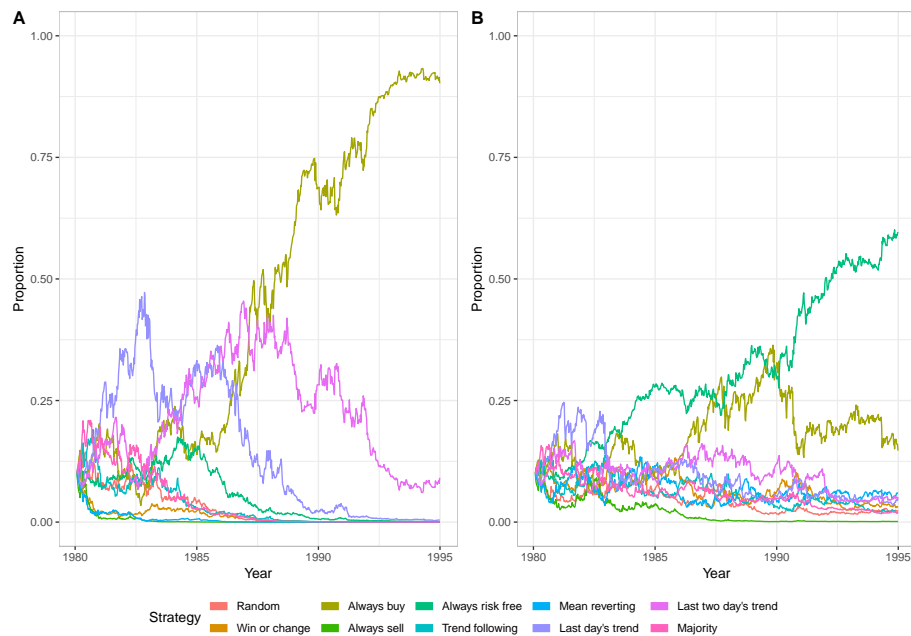 A
B
1.00
0.75
0.50
0.25
0.00
Proportion
1980
1985
1990
1995
Year
1.00
0.75
0.50
0.25
0.00
Proportion
1980
1985
1990
1995
Year
Strategy
Random
Always buy
Always risk free
Mean reverting
Last two day's trend
Win or change
Always sell
Trend following
Last day's trend
Majority